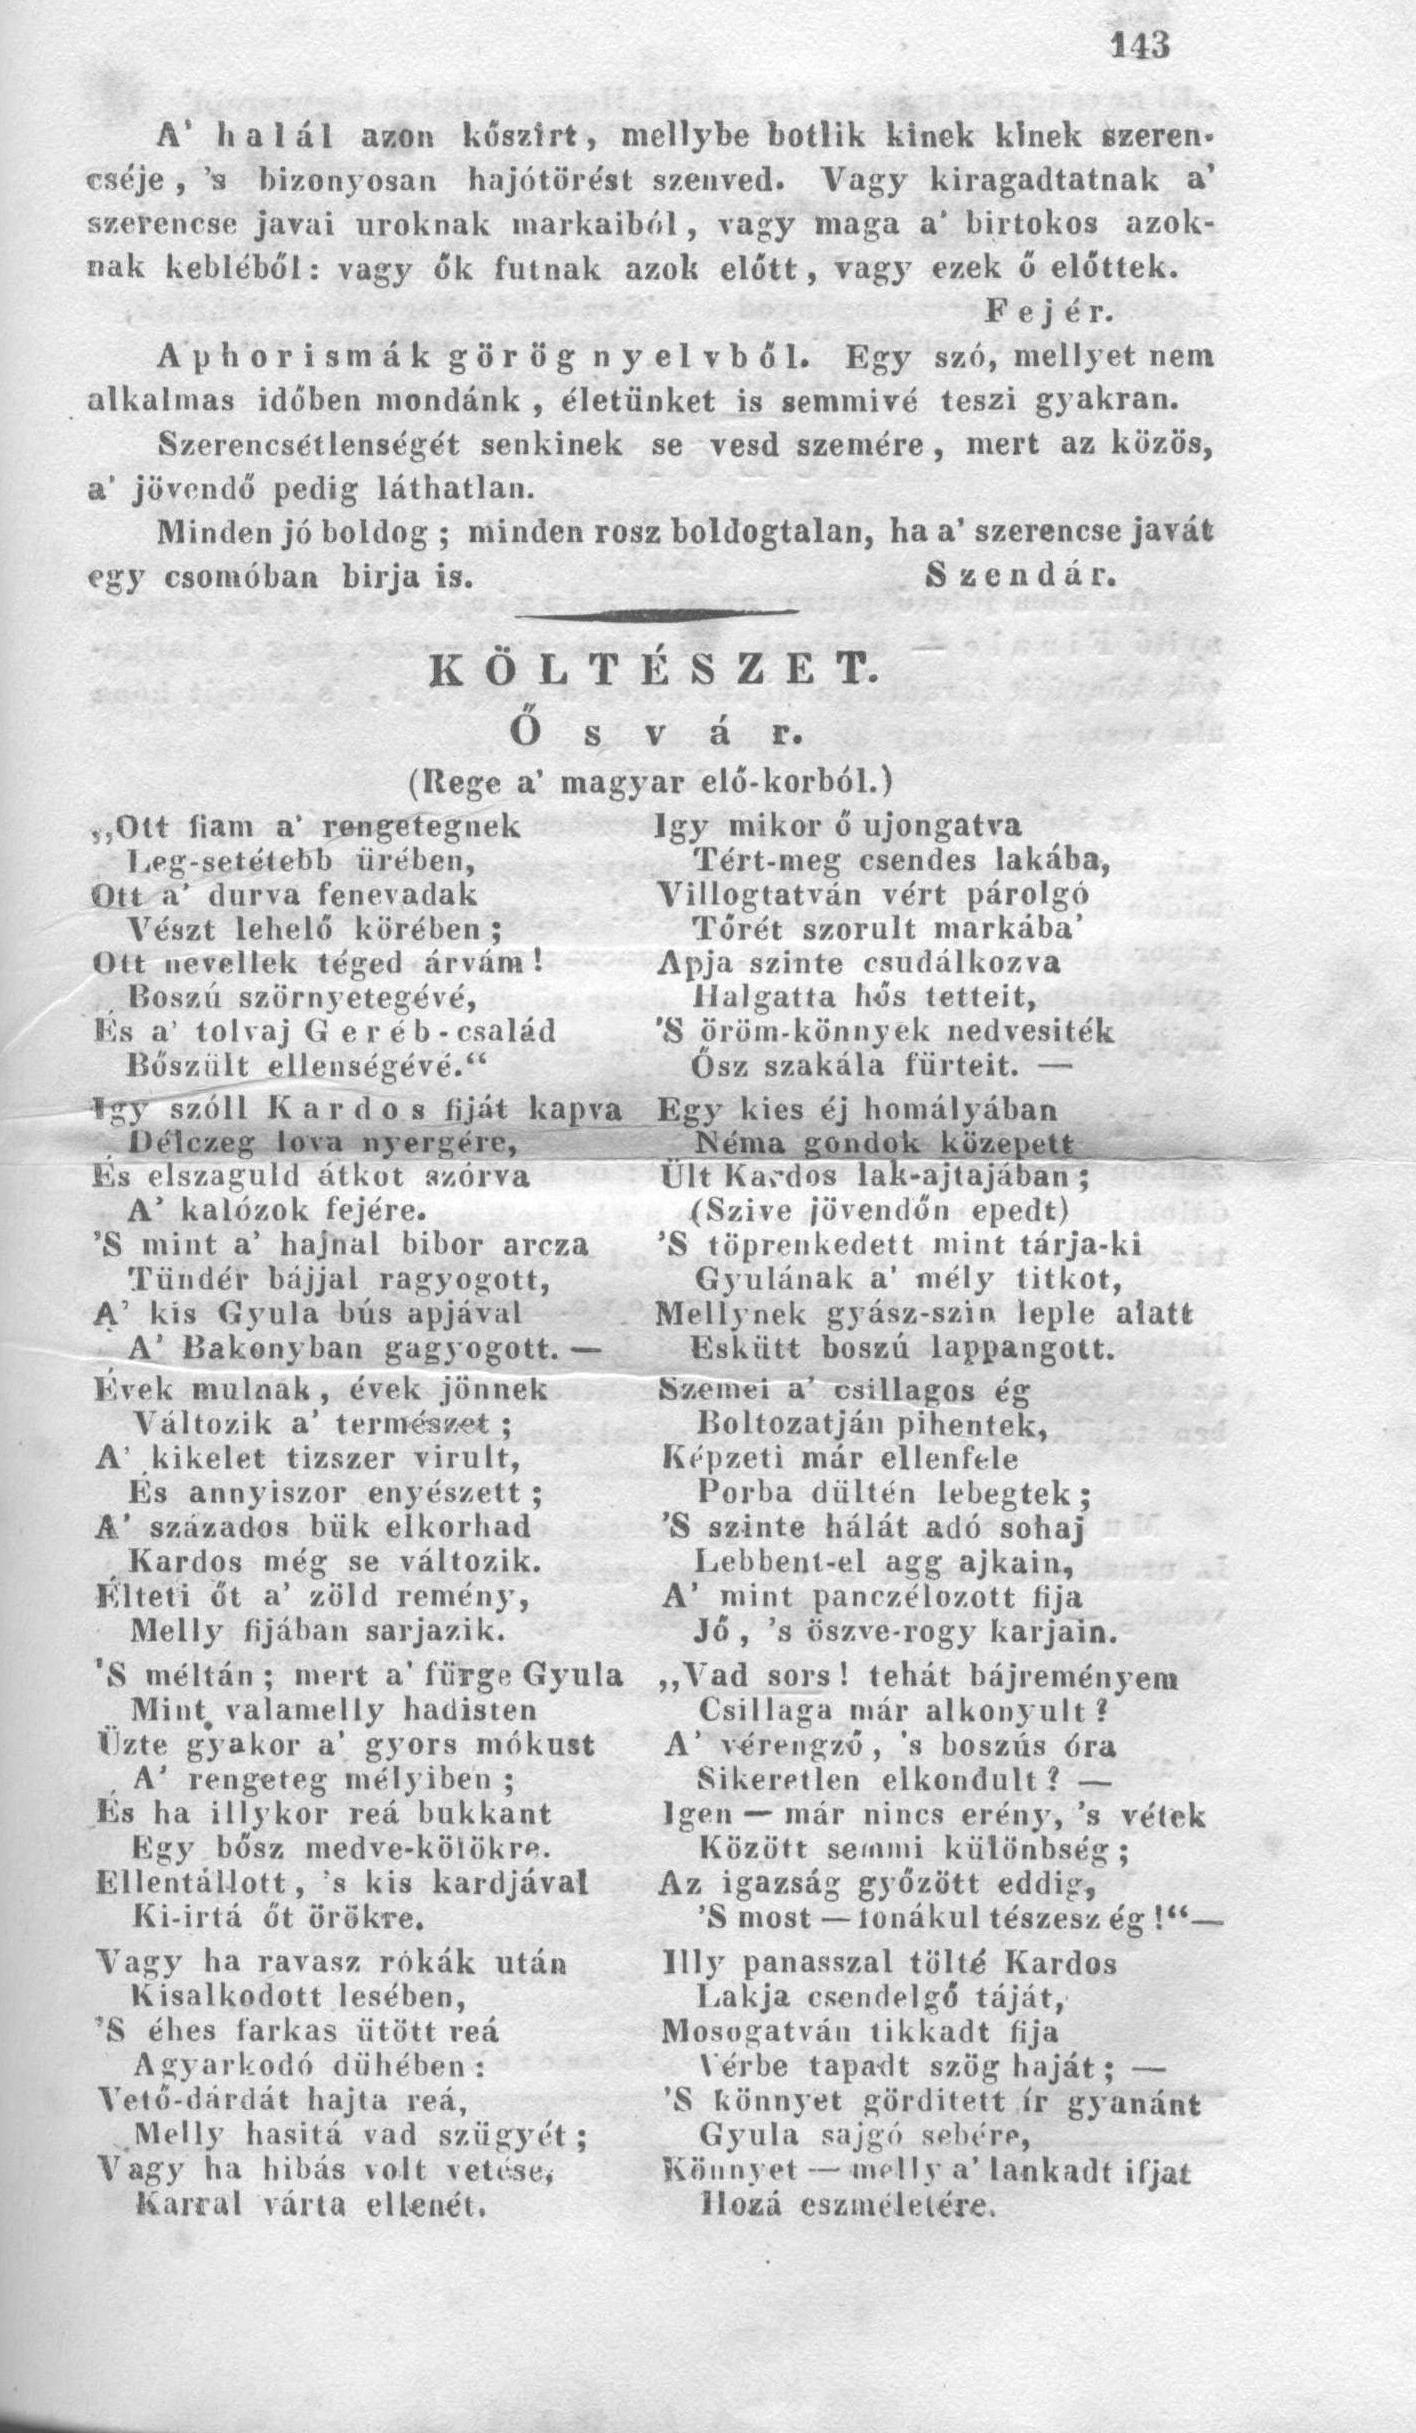 143
A’ halál azon kőszirt, mellybe botlik kinek kinek szeren-
cséje, ’s bizonyosan hajótörést szenved. Vagy kiragadtatnak a’
szerencse javai uroknak markaiból, vagy maga a’ birtokos azok-
nak kebléből: vagy ők futnak azok előtt, vagy ezek ő előttek.
Fejér.
Aphorismák görög nyelvből. Egy szó, mellyet nem
alkalmas időben mondánk, életünket is semmivé teszi gyakran.
Szerencsétlenségét senkinek se vesd szemére, mert az közös,
a’ jövendő pedig láthatlan.
Minden jó boldog; minden rosz boldogtalan, ha a’ szerencse javát
egy csomóban birja is. Szendár.
KÖLTÉSZET.
Ősvár.
(Rege a’ magyar elő-korból.)
„Ott fiam a’ rengetegnek
Leg-setétebb ürében,
Ott a’ durva fenevadak
Vészt lehelő körében;
Ott nevellek téged árvám!
Boszú szörnyetegévé,
És a’ tolvaj Geréb-család
Bőszült ellenségévé.“
Igy szóll Kardos fiját kapva
Délczeg lova nyergére,
És elszaguld átkot szórva
A’ kalózok fejére.
’S mint a’ hajnal bibor arcza
Tündér bájjal ragyogott,
A’ kis Gyula bús apjával
A’ Bakonyban gagyogott. —
Évek mulnak, évek jönnek
Változik a’ természet;
A’ kikelet tizszer virult,
És annyiszor enyészett;
A’ százados bük elkorhad
Kardos még se változik.
Élteti őt a’ zöld remény,
Melly fijában sarjazik.
’S méltán; mert a’ fürge Gyula
Mint valamelly hadisten
Üzte gyakor a’ gyors mókust
A’ rengeteg mélyiben;
És ha illykor reá bukkant
Egy bősz medve-kölökre.
Ellentállott, ’s kis kardjával
Ki-irtá őt örökre.
Vagy ha ravasz rókák után
Kisalkodott lesében,
’S éhes farkas ütött reá
Agyarkodó dühében:
Vető-dárdát hajta reá,
Melly hasitá vad szügyét;
Vagy ha hibás volt vetése,
Karral várta ellenét.
Igy mikor ő ujongatva
Tért-meg csendes lakába,
Villogtatván vért párolgó
Tőrét szorult markába’
Apja szinte csudálkozva
Halgatta hős tetteit,
’S öröm-könnyek nedvesiték
Ősz szakála fürteit. —
Egy kies éj homályában
Néma gondok közepett
Ült Kardos lak-ajtajában;
(Szive jövendőn epedt)
’S töprenkedett mint tárja-ki
Gyulának a’ mély titkot,
Mellynek gyász-szin leple alatt
Eskütt boszú lappangott.
Szemei a’ csillagos ég
Boltozatján pihentek,
Képzeti már ellenfele
Porba dültén lebegtek;
’S szinte hálát adó sohaj
Lebbent-el agg ajkain,
A’ mint panczélozott fija
Jő, ’s öszve-rogy karjain.
„Vad sors! tehát bájreményem
Csillaga már alkonyult?
A’ vérengző, ’s boszús óra
Sikeretlen elkondult? —
Igen — már nincs erény, ’s vétek
Között semmi különbség;
Az igazság győzött eddig,
’S most — fonákul tészesz ég!“—
Illy panasszal tölté Kardos
Lakja csendelgő táját,
Mosogatván tikkadt fija
Vérbe tapadt szög haját; —
’S könnyet görditett ír gyanánt
Gyula sajgó sebére,
Könnyet — melly a’ lankadt ifjat
Hozá eszméletére.